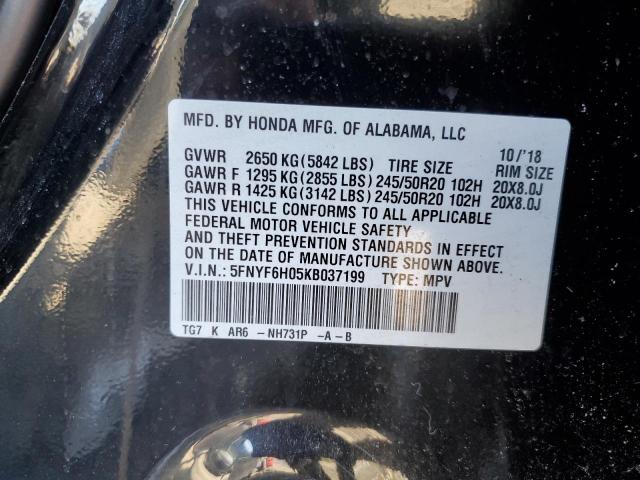 MFD. BY HONDA MFG. OF ALABAMA, LLC
10/'18
GVWR 2650 KG(5842 LBS) TIRE SIZE RIM SIZE
GAWR F 1295 KG(2855 LBS)245/50R20 102H 20X8.0J
GAWR R 1425 KG(3142 LBS)245/50R20 102H 20X8.0J
THIS VEHICLE CONFORMS TO ALL APPLICABLE
FEDERAL MOTOR VEHICLE SAFETY
AND THEFT PREVENTION STANDARDS IN EFFECT
ON THE DATE OF MANUFACTURE SHOWN ABOVE.
V.I.N.: 5FNYF6H05KB037199 TYPE: MPV
TG7 K AR6 -NH731P -A-B